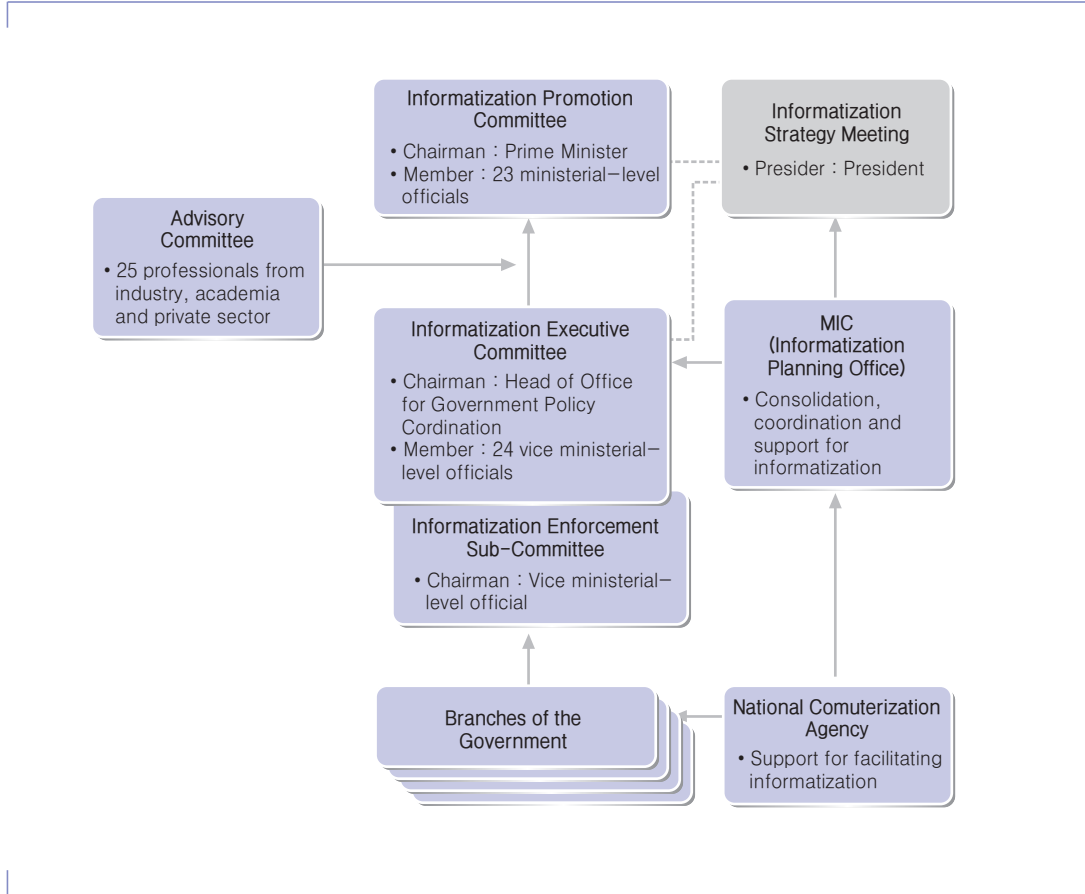 Informatization Promotion
Committee
• Chairman : Prime Minister
• Member : 23 ministerial-level
officials
Informatization
Strategy Meeting
• Presider : President
Advisory
Committee
• 25 professionals from
industry, academia
and private sector
Informatization Executive
Committee
• Chairman : Head of Office
for Government Policy
Cordination
• Member : 24 vice ministerial-
level officials
MIC
(Informatization
Planning Office)
• Consolidation,
coordination and
support for
informatization
Informatization Enforcement
Sub-Committee
• Chairman : Vice ministerial-
level official
Branches of the
Government
National Comuterization
Agency
• Support for facilitating
informatization